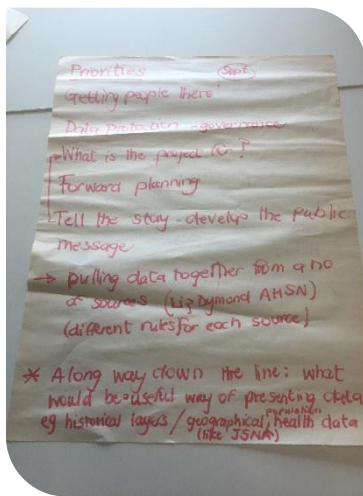 Priorities Sept
Getting people there
Data protection - governance
What is the project for?
Forward planning
Tell the story - develop the public
message
→ pulling data together from a no
of sources (Liz Dymond AHSN)
(different rules for each source)
* A long way down the line: what
would be useful way of presenting data
eg historical layers / geographical, population health data
(like JSNA)